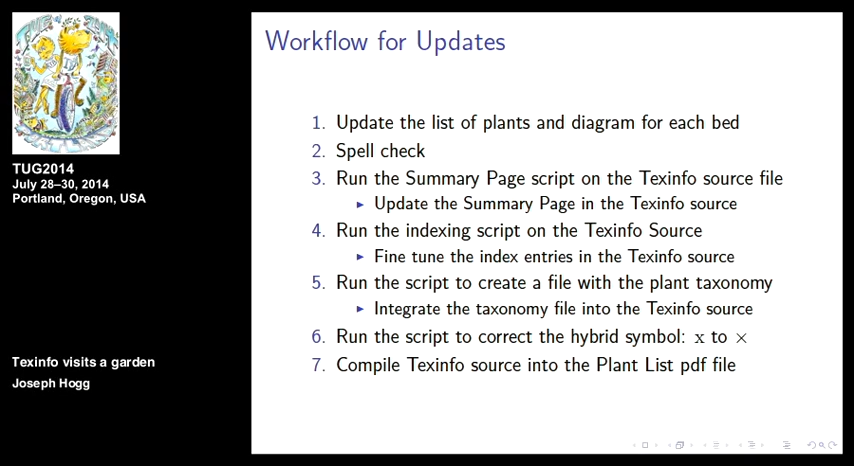 TUG2014
July 28–30, 2014
Portland, Oregon, USA
Texinfo visits a garden
Joseph Hogg
Workflow for Updates
1. Update the list of plants and diagram for each bed
2. Spell check
3. Run the Summary Page script on the Texinfo source file
▸ Update the Summary Page in the Texinfo source
4. Run the indexing script on the Texinfo Source
▸ Fine tune the index entries in the Texinfo source
5. Run the script to create a file with the plant taxonomy
▸ Integrate the taxonomy file into the Texinfo source
6. Run the script to correct the hybrid symbol: x to ×
7. Compile Texinfo source into the Plant List pdf file